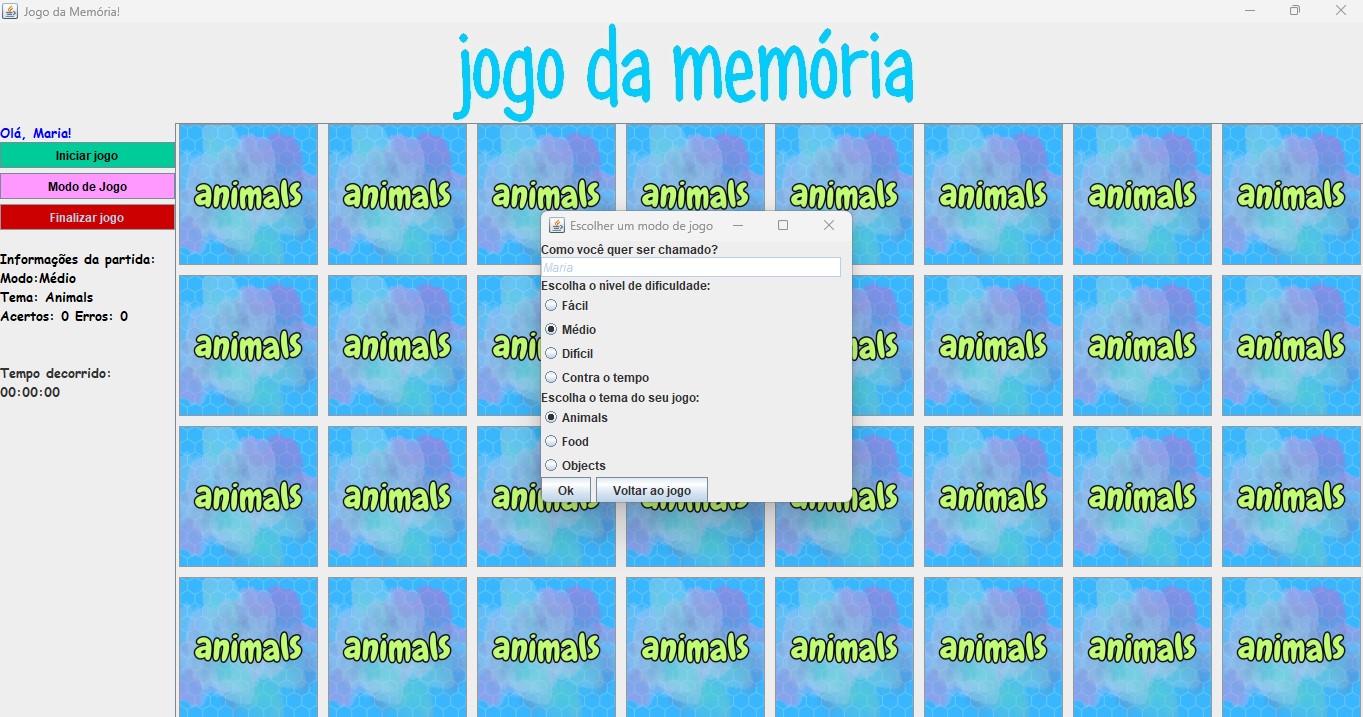 Jogo da Memória!
jogo da memória
Olá, Maria!
Iniciar jogo
Modo de Jogo
Finalizar jogo
Informações da partida:
Modo:Médio
Tema: Animals
Acertos: 0 Erros: 0
Tempo decorrido:
00:00:00
animals animals animals animals animals animals animals animals
Escolher um modo de jogo
Como você quer ser chamado?
Maria
Escolha o nível de dificuldade:
Fácil
Médio
Difícil
Contra o tempo
Escolha o tema do seu jogo:
Animals
Food
Objects
Ok Voltar ao jogo
animals animals ani als animals animals animals
animals animals animals animals animals animals animals animals
animals animals animals animals animals animals animals animals